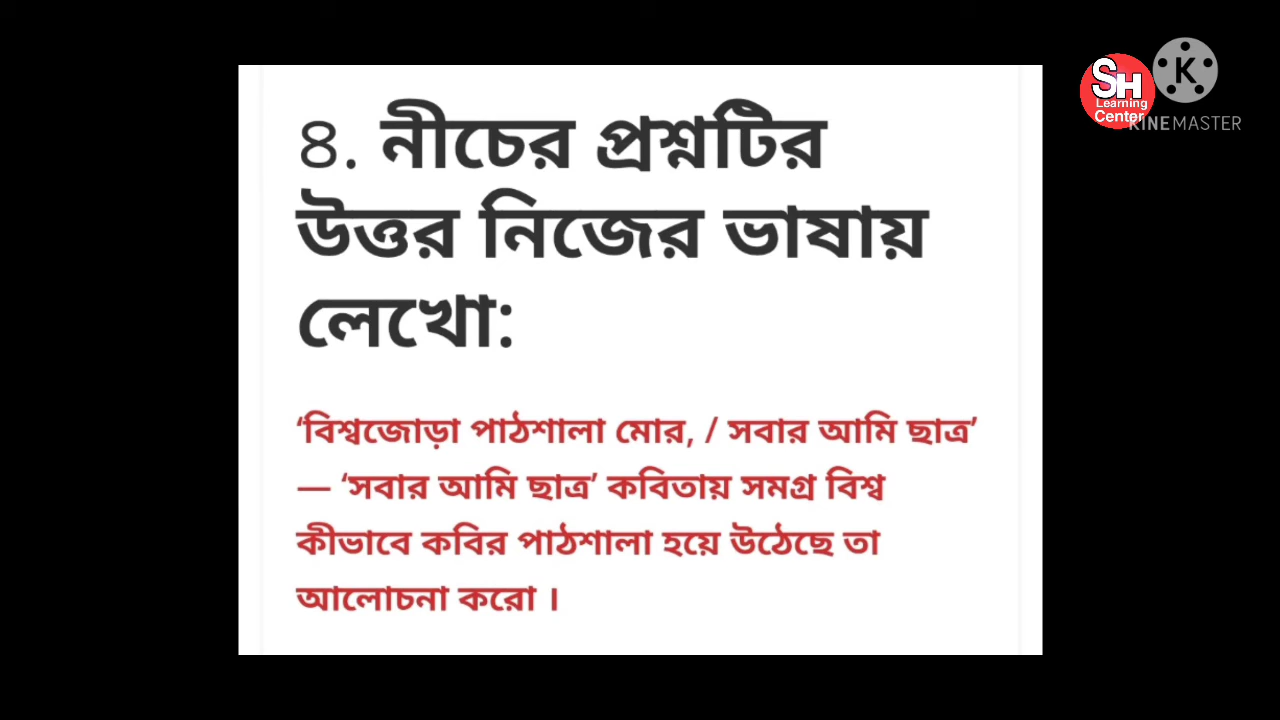 SH
Learning
Center
K
KINEMASTER
৪. নীচের প্রশ্নটির
উত্তর নিজের ভাষায়
লেখো:
‘বিশ্বজোড়া পাঠশালা মোর, / সবার আমি ছাত্র’
— ‘সবার আমি ছাত্র’ কবিতায় সমগ্র বিশ্ব
কীভাবে কবির পাঠশালা হয়ে উঠেছে তা
আলোচনা করো ।